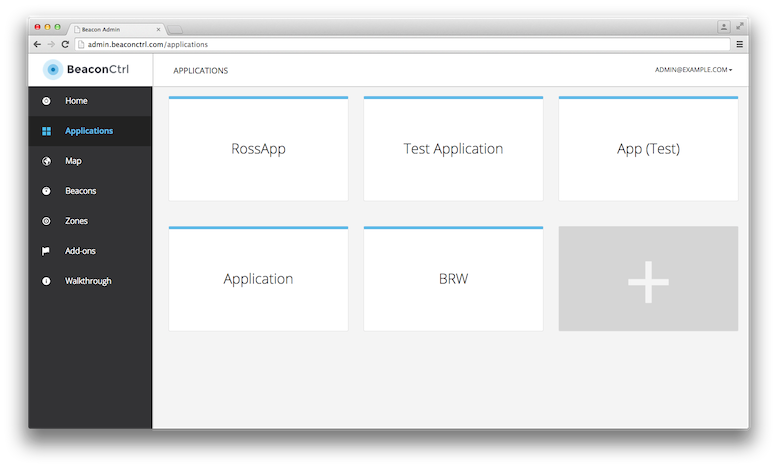 Beacon Admin
admin.beaconctrl.com/applications
BeaconCtrl
APPLICATIONS
ADMIN@EXAMPLE.COM
Home
Applications
Map
Beacons
Zones
Add-ons
Walkthrough
RossApp
Test Application
App (Test)
Application
BRW